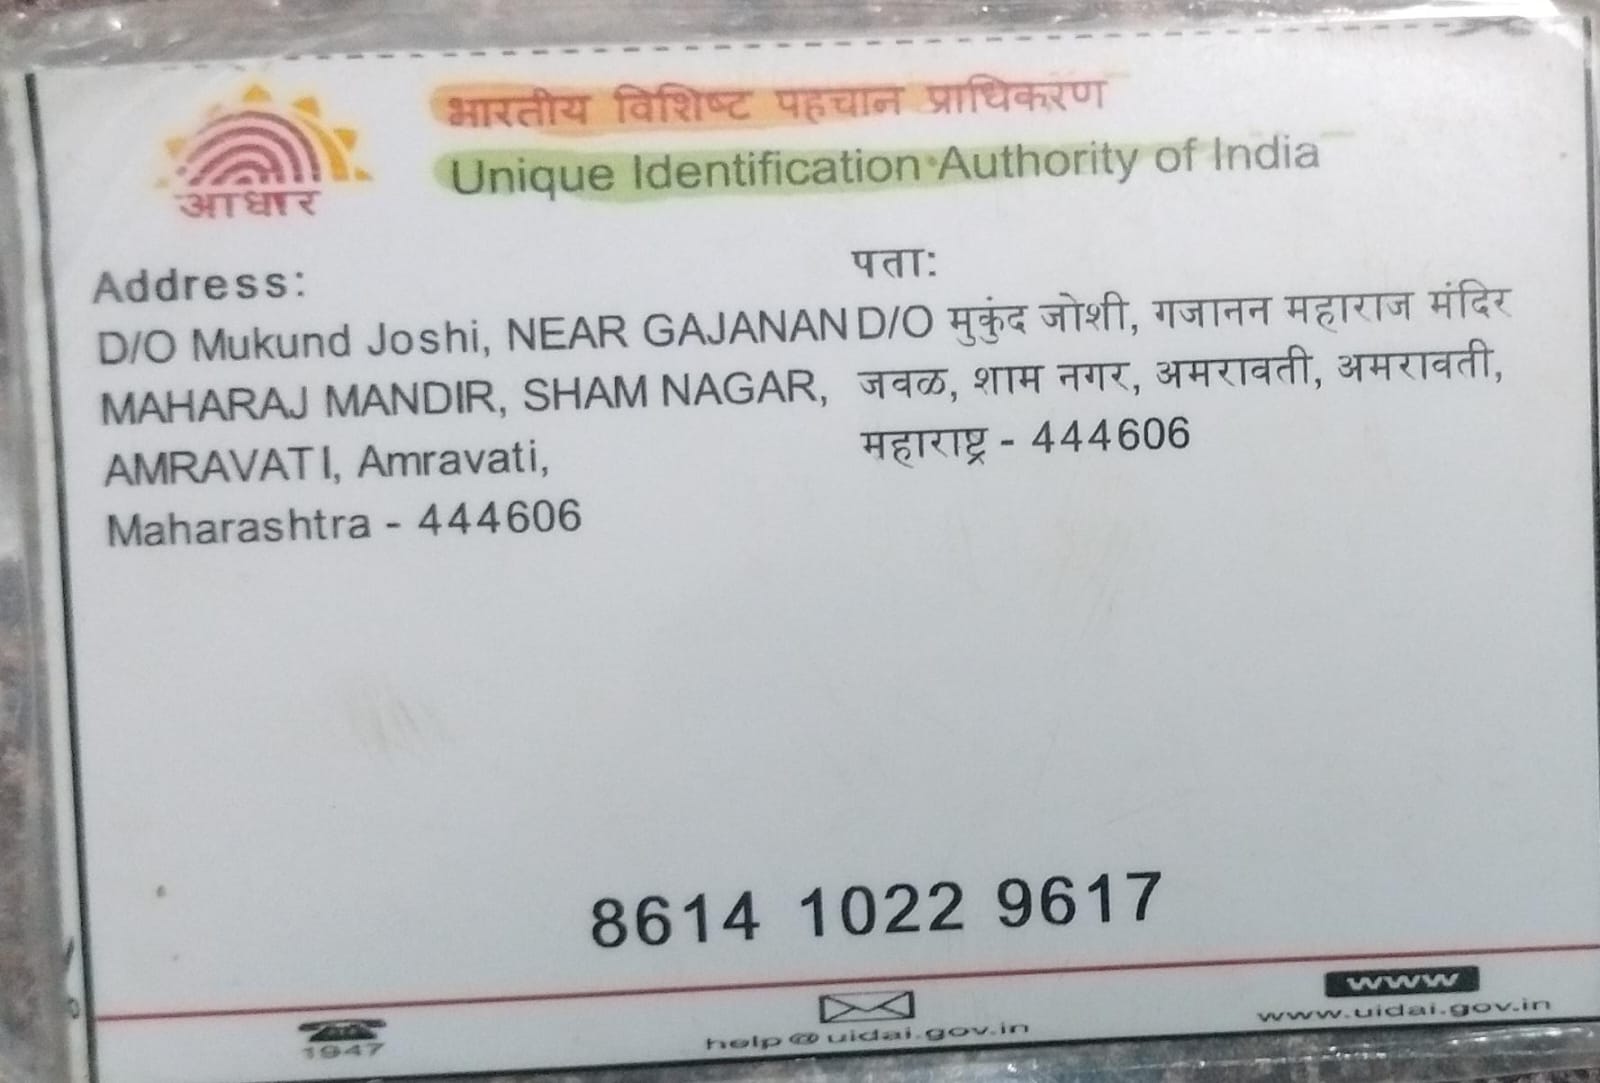 आधार
भारतीय विशिष्ट पहचान प्राधिकरण
Unique Identification Authority of India
Address:
D/O Mukund Joshi, NEAR GAJANAN
MAHARAJ MANDIR, SHAM NAGAR,
AMRAVATI, Amravati,
Maharashtra - 444606
पता:
D/O मुकुंद जोशी, गजानन महाराज मंदिर
जवळ, शाम नगर, अमरावती, अमरावती,
महाराष्ट्र - 444606
8614 1022 9617
1947
help@uidai.gov.in
www
www.uidai.gov.in